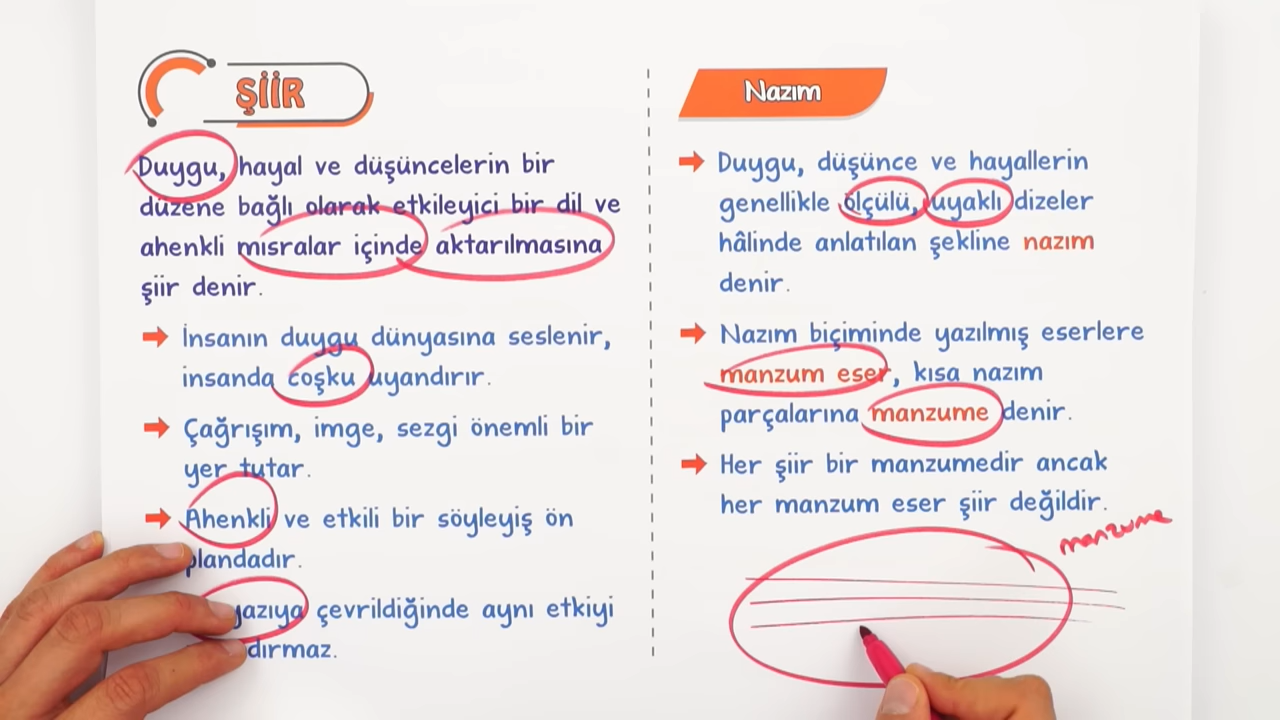 ŞİİR
Duygu, hayal ve düşüncelerin bir
düzene bağlı olarak etkileyici bir dil ve
ahenkli mısralar içinde aktarılmasına
şiir denir.
İnsanın duygu dünyasına seslenir,
insanda coşku uyandırır.
Çağrışım, imge, sezgi önemli bir
yer tutar.
Ahenkli ve etkili bir söyleyiş ön
plandadır.
yazıya çevrildiğinde aynı etkiyi
dırmaz.
Nazım
Duygu, düşünce ve hayallerin
genellikle ölçülü, uyaklı dizeler
hâlinde anlatılan şekline nazım
denir.
Nazım biçiminde yazılmış eserlere
manzum eser, kısa nazım
parçalarına manzume denir.
Her şiir bir manzumedir ancak
her manzum eser şiir değildir.
manzume